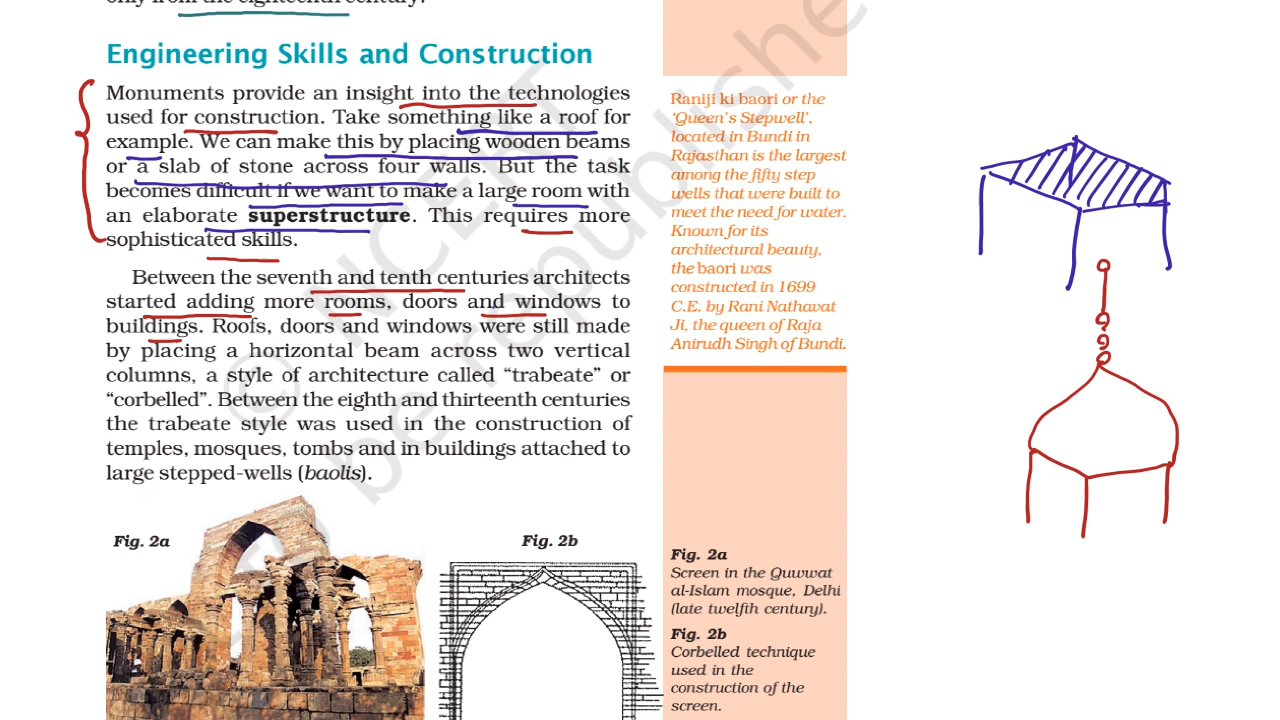 only from the eighteenth century.
Engineering Skills and Construction
Monuments provide an insight into the technologies
used for construction. Take something like a roof for
example. We can make this by placing wooden beams
or a slab of stone across four walls. But the task
becomes difficult if we want to make a large room with
an elaborate superstructure. This requires more
sophisticated skills.
Between the seventh and tenth centuries architects
started adding more rooms, doors and windows to
buildings. Roofs, doors and windows were still made
by placing a horizontal beam across two vertical
columns, a style of architecture called “trabeate” or
“corbelled”. Between the eighth and thirteenth centuries
the trabeate style was used in the construction of
temples, mosques, tombs and in buildings attached to
large stepped-wells (baolis).
Fig. 2a
Fig. 2b
Raniji ki baori or the
‘Queen’s Stepwell’,
located in Bundi in
Rajasthan is the largest
among the fifty step
wells that were built to
meet the need for water.
Known for its
architectural beauty,
the baori was
constructed in 1699
C.E. by Rani Nathavat
Ji, the queen of Raja
Anirudh Singh of Bundi.
Fig. 2a
Screen in the Quwwat
al-Islam mosque, Delhi
(late twelfth century).
Fig. 2b
Corbelled technique
used in the
construction of the
screen.
© NCERT
be republishe